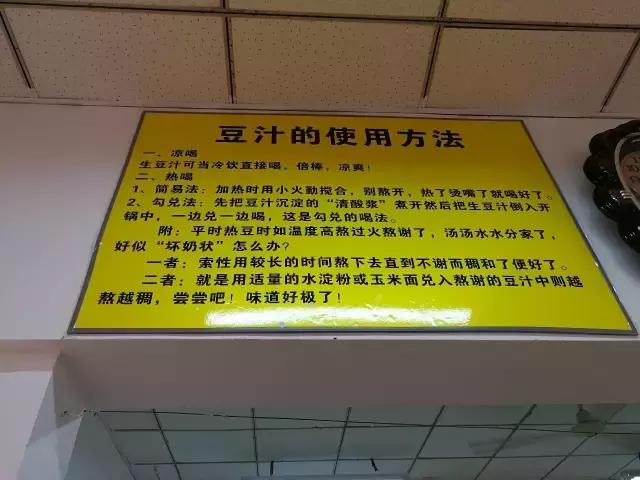 豆汁的使用方法
一、凉喝
生豆汁可当冷饮直接喝，倍棒，凉爽！
二、热喝
1、简易法：加热时用小火勤搅合，别熬开，热了烫嘴了就喝好了。
2、勾兑法：先把豆汁沉淀的“清酸浆”煮开然后把生豆汁倒入开
锅中，一边兑一边喝，这是勾兑的喝法。
附：平时热豆时如温度高熬过火熬谢了，汤汤水水分家了，
好似“坏奶状”怎么办？
一者：索性用较长的时间熬下去直到不谢而稠和了便好了。
二者：就是用适量的水淀粉或玉米面兑入熬谢的豆汁中则越
熬越稠，尝尝吧！味道好极了！